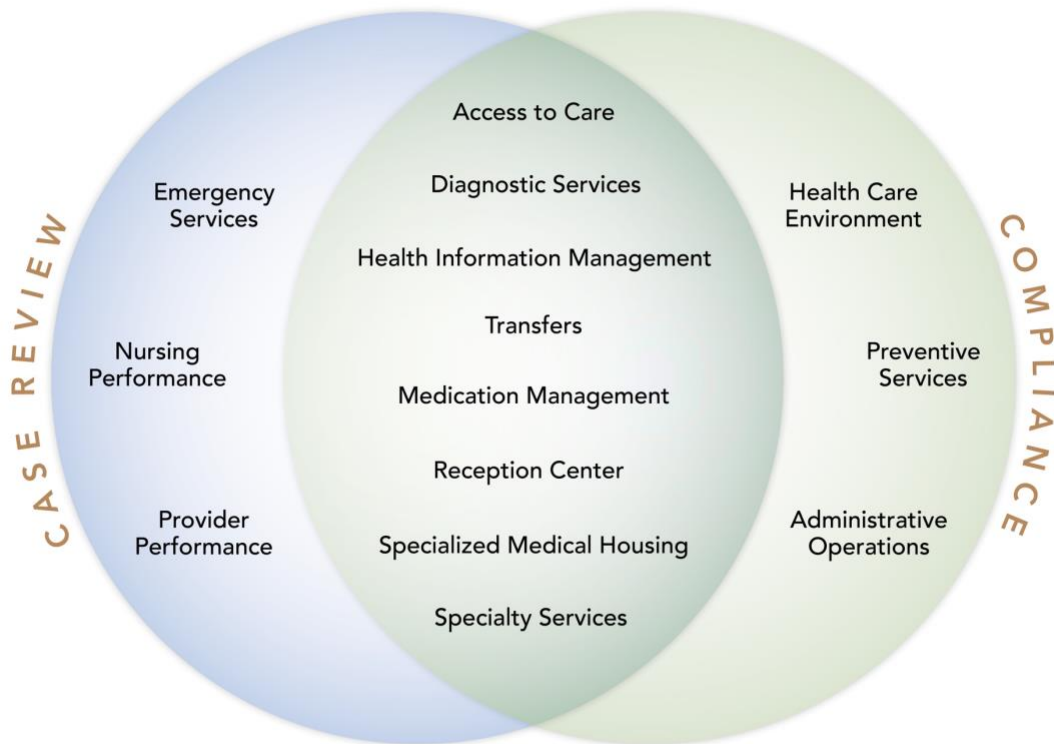 CASE REVIEW
Emergency
Services
Nursing
Performance
Provider
Performance
Access to Care
Diagnostic Services
Health Information Management
Transfers
Medication Management
Reception Center
Specialized Medical Housing
Specialty Services
Health Care
Environment
Preventive
Services
Administrative
Operations
COMPLIANCE